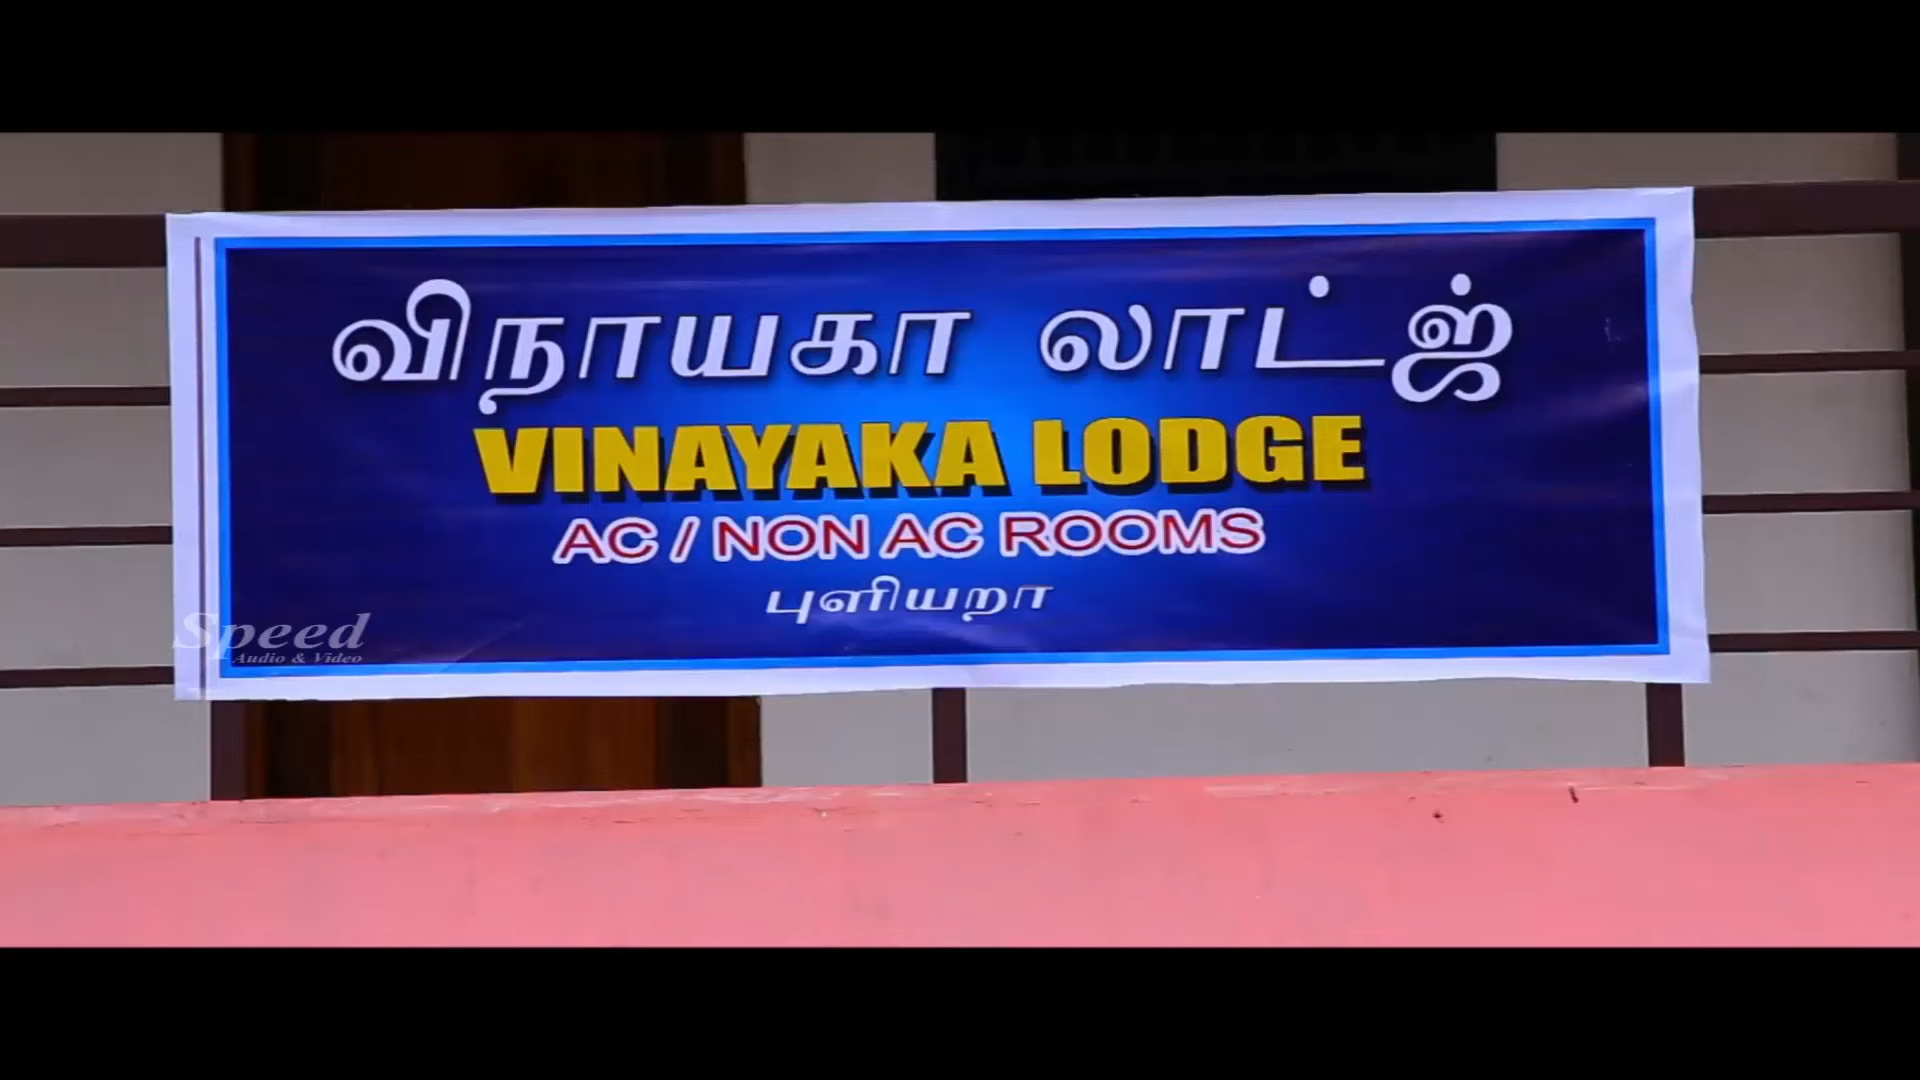 விநாயகா லாட்ஜ்
VINAYAKA LODGE
AC / NON AC ROOMS
புளியறா
Speed
Audio & Video